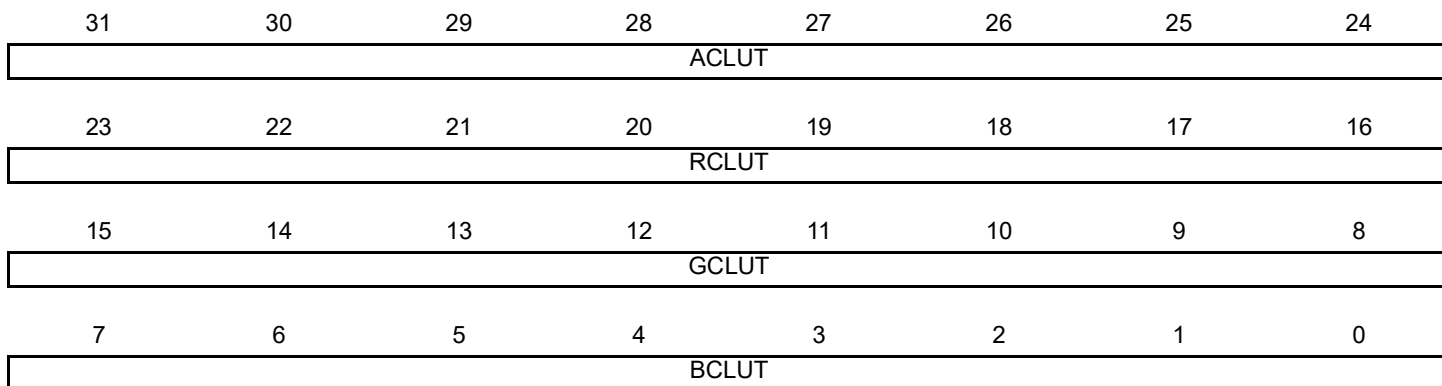 31 30 29 28 27 26 25 24
ACLUT
23 22 21 20 19 18 17 16
RCLUT
15 14 13 12 11 10 9 8
GCLUT
7 6 5 4 3 2 1 0
BCLUT